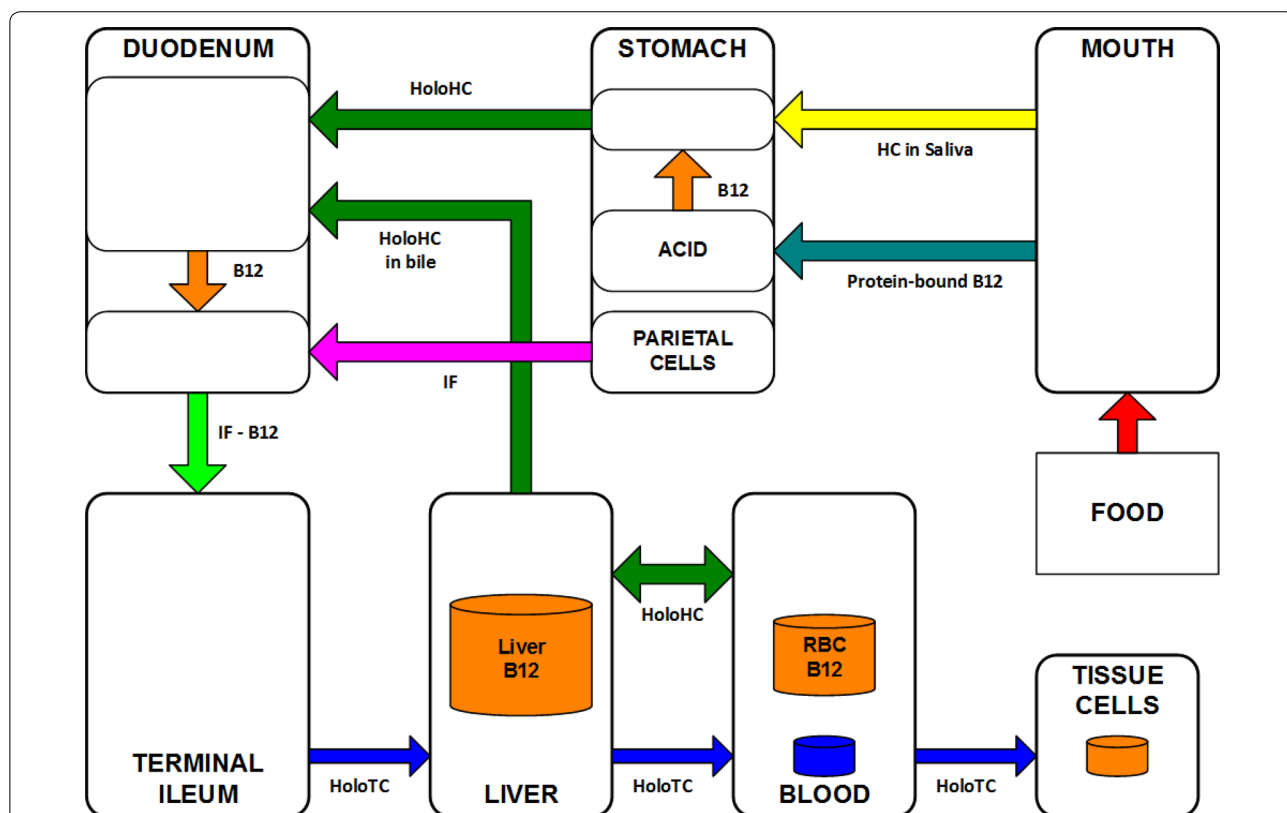 DUODENUM
STOMACH
MOUTH
HoloHC
HC in Saliva
B12
HoloHC
in bile
ACID
B12
Protein-bound B12
PARIETAL
CELLS
IF
IF - B12
FOOD
HoloHC
Liver
B12
RBC
B12
TISSUE
CELLS
TERMINAL
ILEUM
HoloTC
LIVER
HoloTC
BLOOD
HoloTC